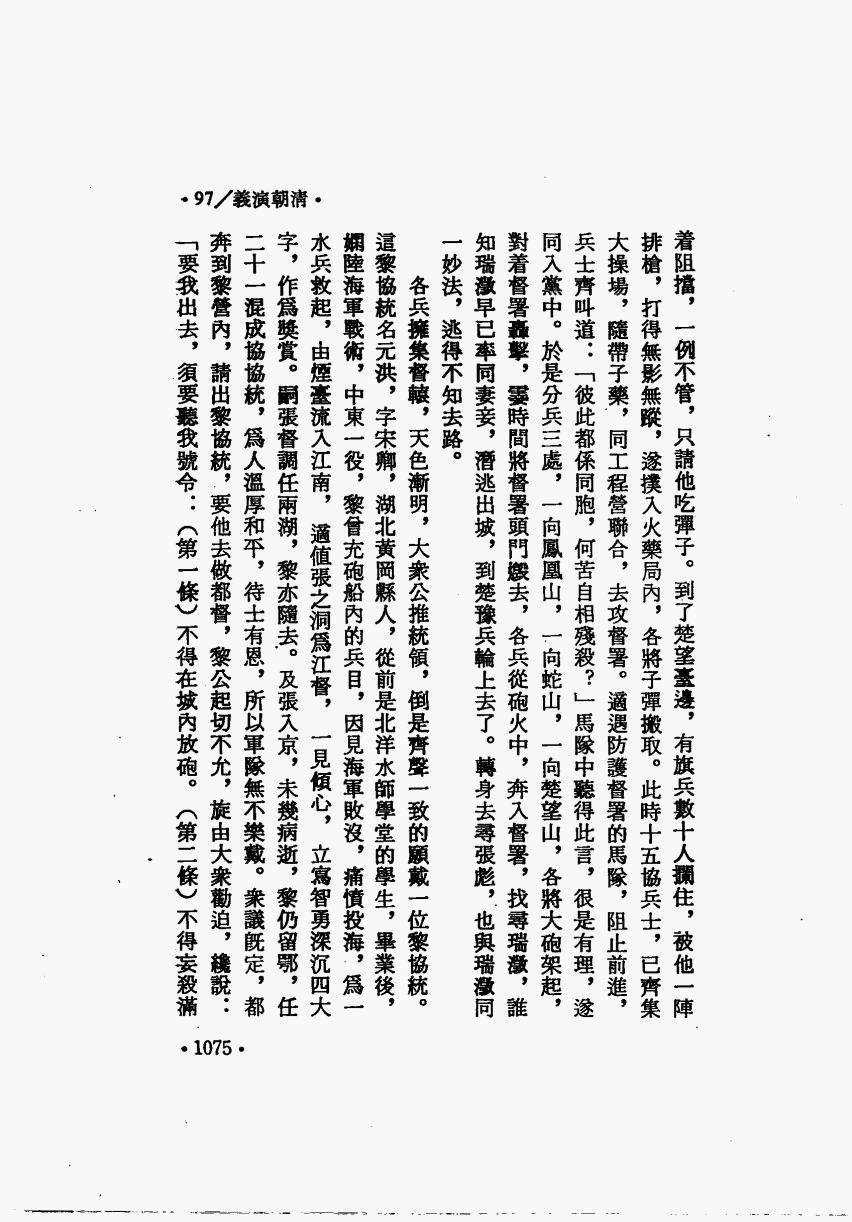 ·97／義演朝清·
着阻擋，一例不管，只請他吃彈子。到了楚望臺邊，有旗兵數十人攔住，被他一陣
排槍，打得無影無蹤，遂撲入火藥局內，各將子彈搬取。此時十五協兵士，已齊集
大操場，隨帶子藥，同工程營聯合，去攻督署。適遇防護督署的馬隊，阻止前進，
兵士齊叫道：「彼此都係同胞，何苦自相殘殺？」馬隊中聽得此言，很是有理，遂
同入黨中。於是分兵三處，一向鳳凰山，一向蛇山，一向楚望山，各將大砲架起，
對着督署轟擊，霎時間將督署頭門燬去，各兵從砲火中，奔入督署，找尋瑞澂，誰
知瑞澂早已率同妻妾，潛逃出城，到楚豫兵輪上去了。轉身去尋張彪，也與瑞澂同
一妙法，逃得不知去路。
各兵擁集督轅，天色漸明，大衆公推統領，倒是齊聲一致的願戴一位黎協統。
這黎協統名元洪，字宋卿，湖北黃岡縣人，從前是北洋水師學堂的學生，畢業後，
嫻陸海軍戰術，中東一役，黎曾充砲船內的兵目，因見海軍敗沒，痛憤投海，爲一
水兵救起，由煙臺流入江南，適值張之洞爲江督，一見傾心，立寫智勇深沉四大
字，作爲獎賞。嗣張督調任兩湖，黎亦隨去。及張入京，未幾病逝，黎仍留鄂，任
二十一混成協協統，爲人溫厚和平，待士有恩，所以軍隊無不樂戴。衆議旣定，都
奔到黎營內，請出黎協統，要他去做都督，黎公起切不允，旋由大衆勸迫，纔說：
「要我出去，須要聽我號令：（第一條）不得在城內放砲。（第二條）不得妄殺滿
·1075·